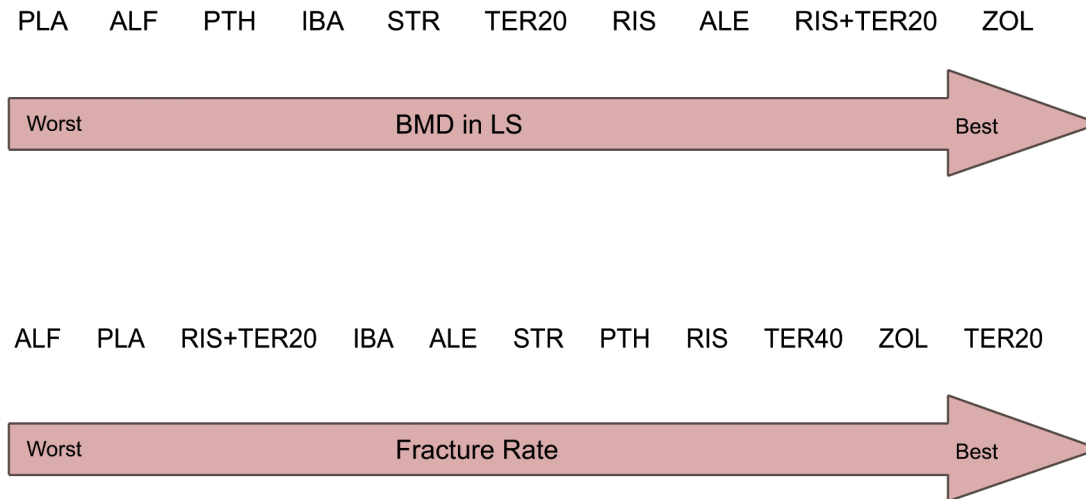 PLA ALF PTH IBA STR TER20 RIS ALE RIS+TER20 ZOL
Worst BMD in LS Best
ALF PLA RIS+TER20 IBA ALE STR PTH RIS TER40 ZOL TER20
Worst Fracture Rate Best